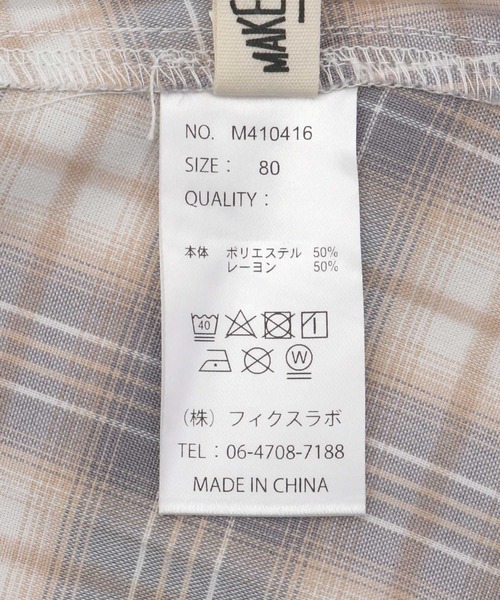 MAKE
NO. M410416
SIZE : 80
QUALITY :
本体 ポリエステル 50%
レーヨン 50%
40
W
(株) フィクスラボ
TEL : 06-4708-7188
MADE IN CHINA